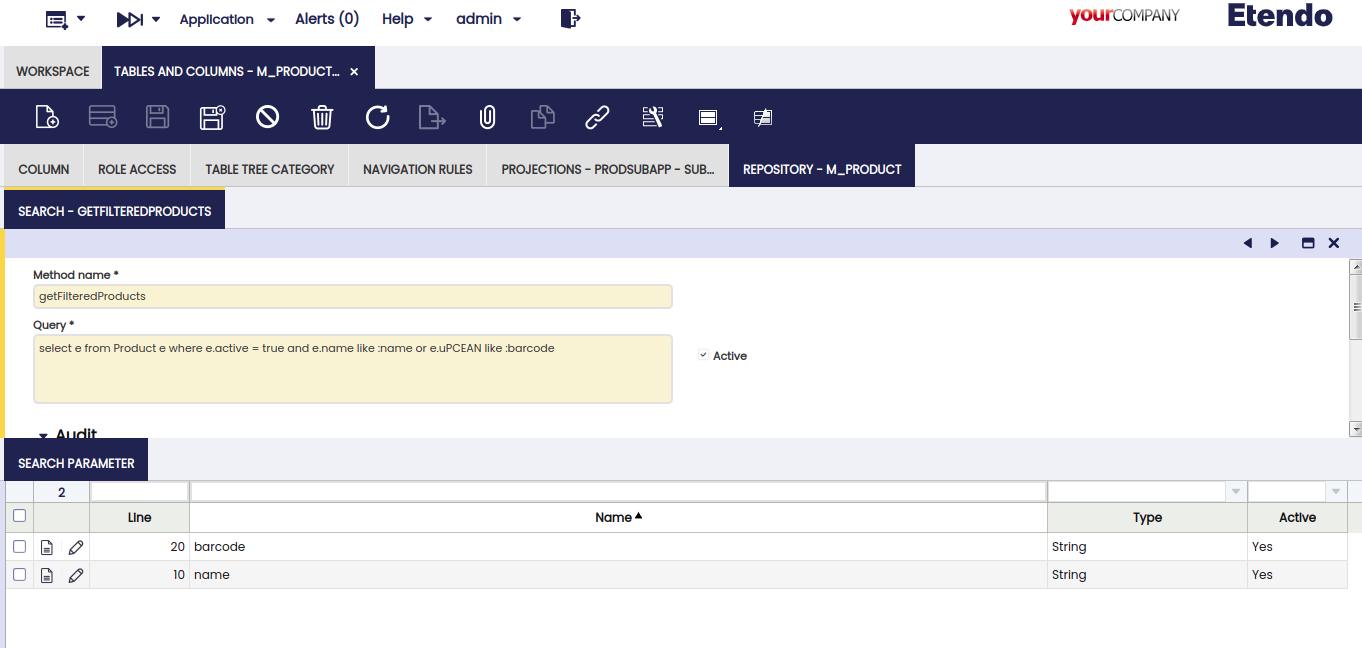 Application Alerts (0) Help admin yourCOMPANY Etendo
WORKSPACE TABLES AND COLUMNS - M_PRODUCT...
COLUMN ROLE ACCESS TABLE TREE CATEGORY NAVIGATION RULES PROJECTIONS - PRODSUBAPP - SUB... REPOSITORY - M_PRODUCT
SEARCH - GETFILTEREDPRODUCTS
Method name *
getFilteredProducts
Query *
select e from Product e where e.active = true and e.name like :name or e.uPCEAN like :barcode
Active
Audit
SEARCH PARAMETER
2
Line Name Type Active
20 barcode String Yes
10 name String Yes